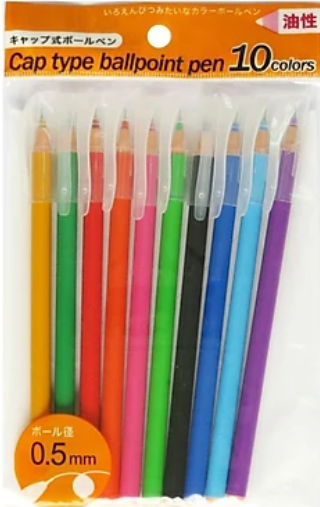 いろえんぴつみたいなカラーボールペン
油性
キャップ式ボールペン
Cap type ballpoint pen 10 colors
ボール径
0.5mm